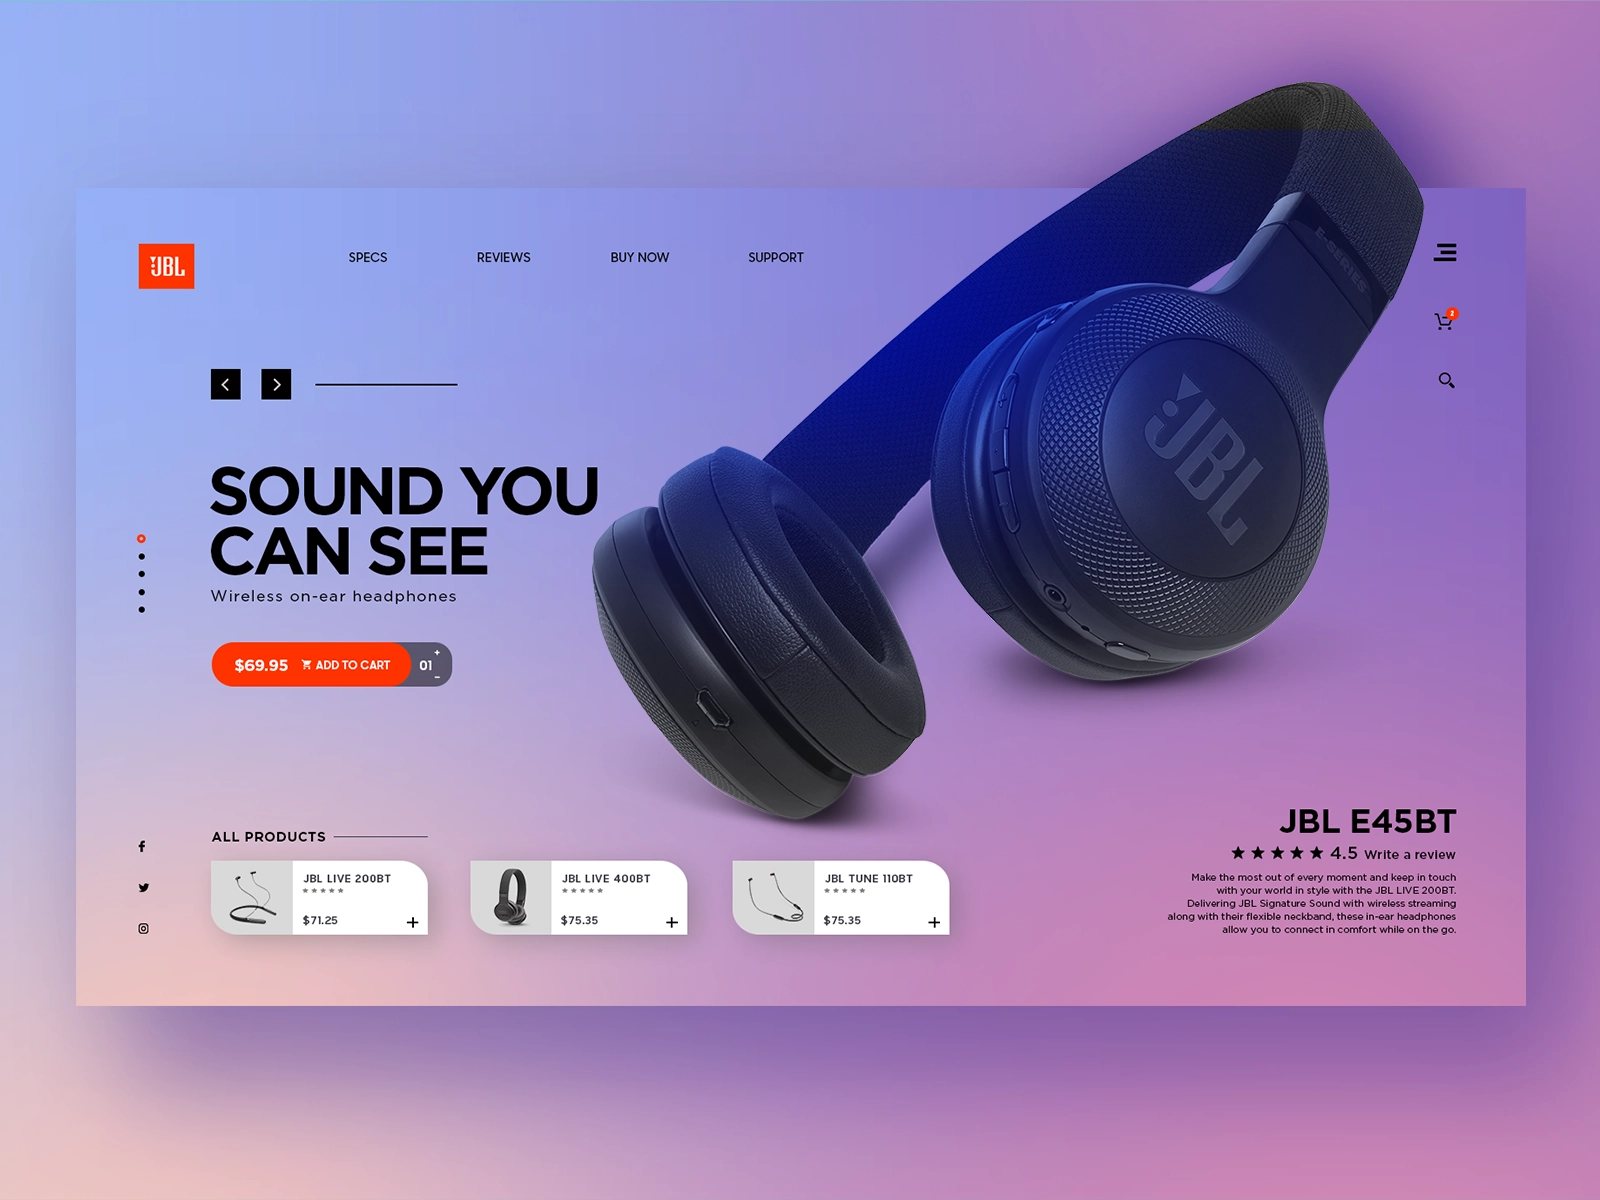 JBL
SPECS
REVIEWS
BUY NOW
SUPPORT
E-SERIES
2
JBL
SOUND YOU
CAN SEE
Wireless on-ear headphones
$69.95 ADD TO CART 01 + −
ALL PRODUCTS
JBL LIVE 200BT
$71.25 +
JBL LIVE 400BT
$75.35 +
JBL TUNE 110BT
$75.35 +
JBL E45BT
4.5 Write a review
Make the most out of every moment and keep in touch
with your world in style with the JBL LIVE 200BT.
Delivering JBL Signature Sound with wireless streaming
along with their flexible neckband, these in-ear headphones
allow you to connect in comfort while on the go.